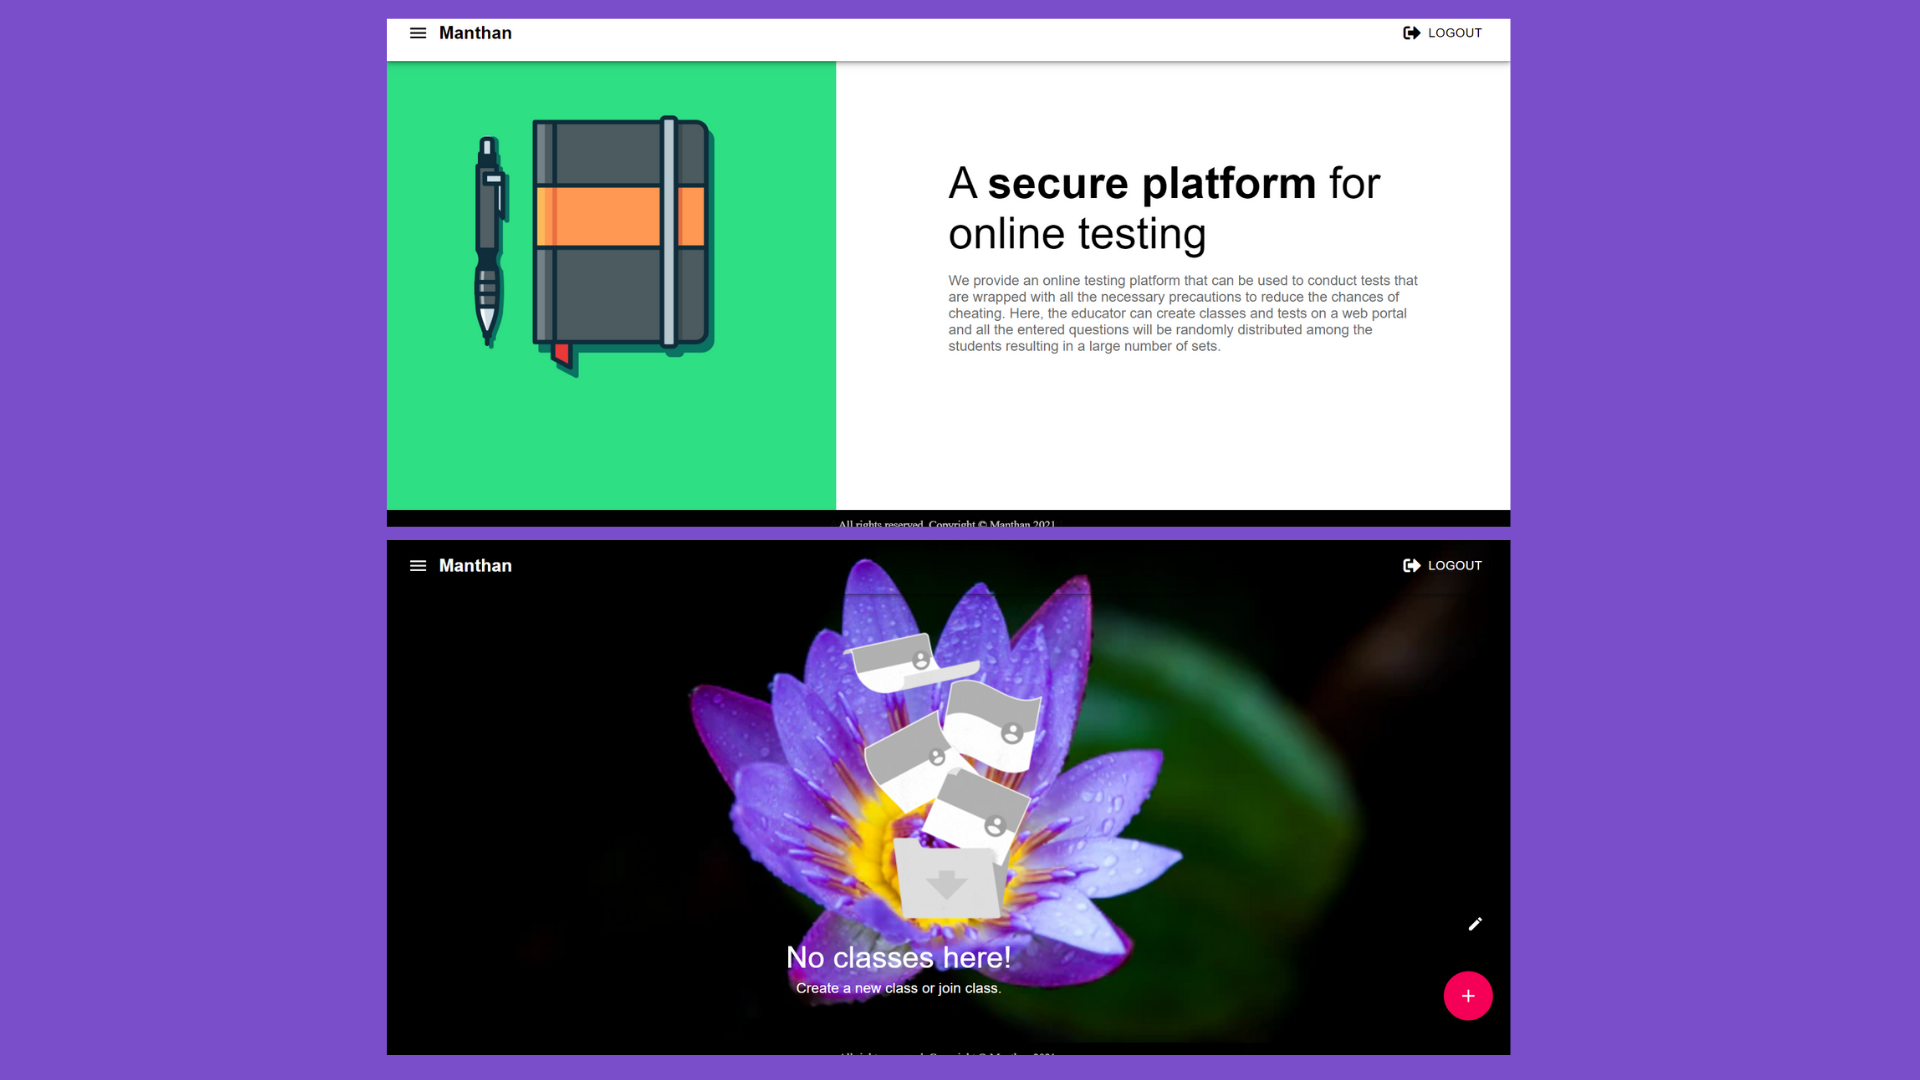 Manthan
LOGOUT
A secure platform for
online testing
We provide an online testing platform that can be used to conduct tests that
are wrapped with all the necessary precautions to reduce the chances of
cheating. Here, the educator can create classes and tests on a web portal
and all the entered questions will be randomly distributed among the
students resulting in a large number of sets.
All rights reserved. Copyright © Manthan 2021
Manthan
LOGOUT
No classes here!
Create a new class or join class.